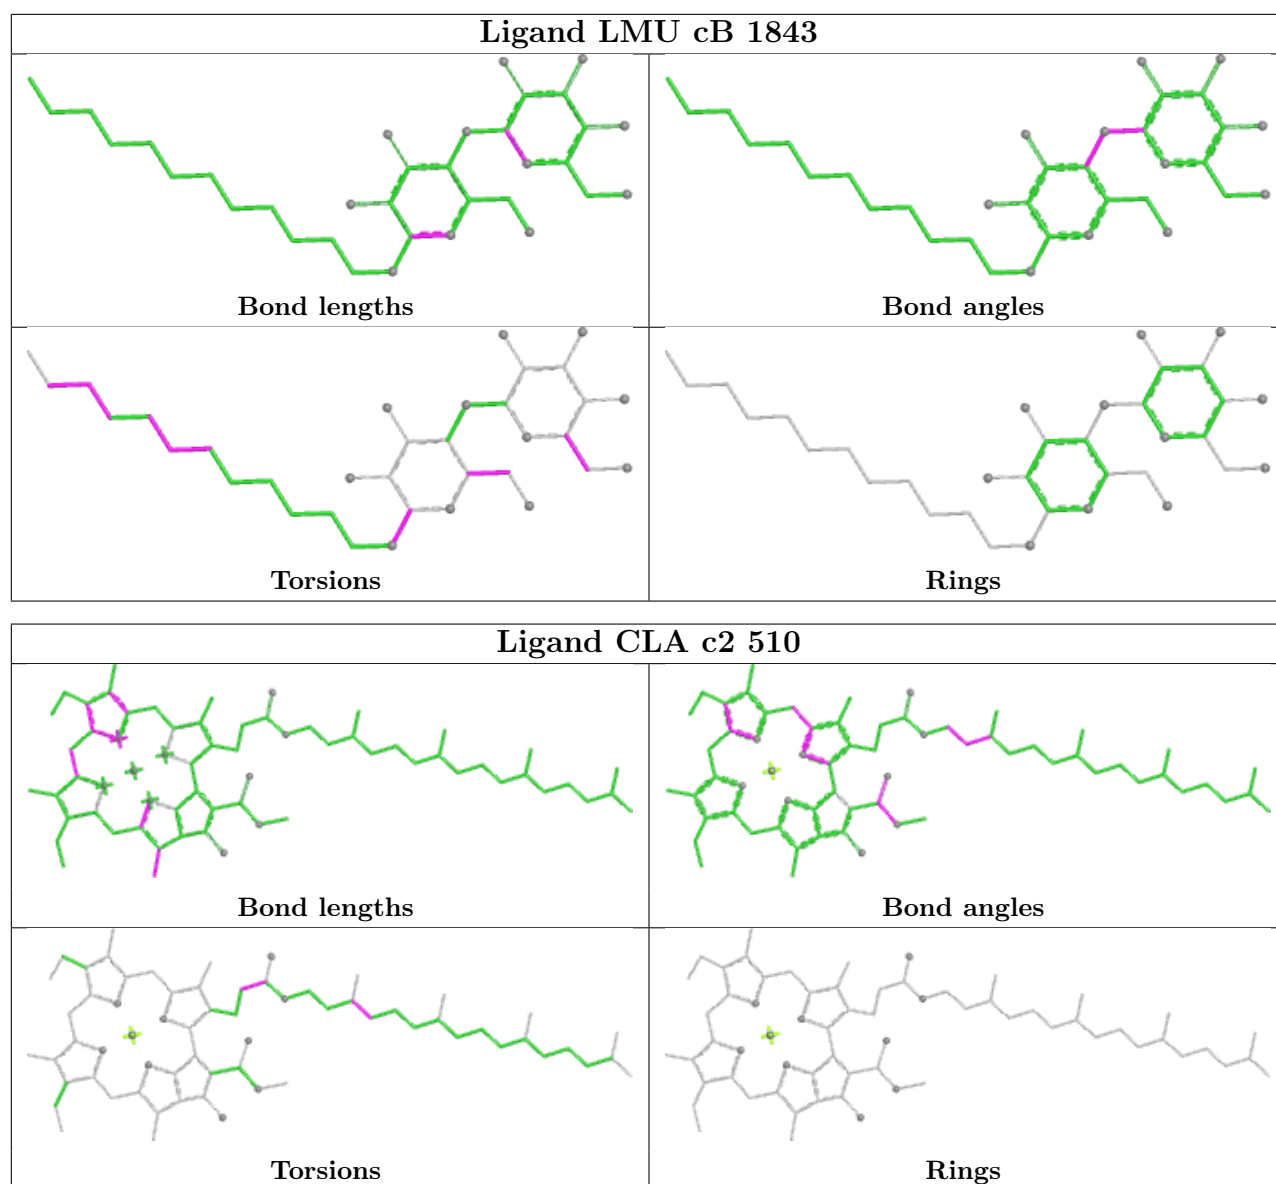 Ligand LMU cB 1843
Bond lengths
Bond angles
Torsions
Rings
Ligand CLA c2 510
Bond lengths
Bond angles
Torsions
Rings